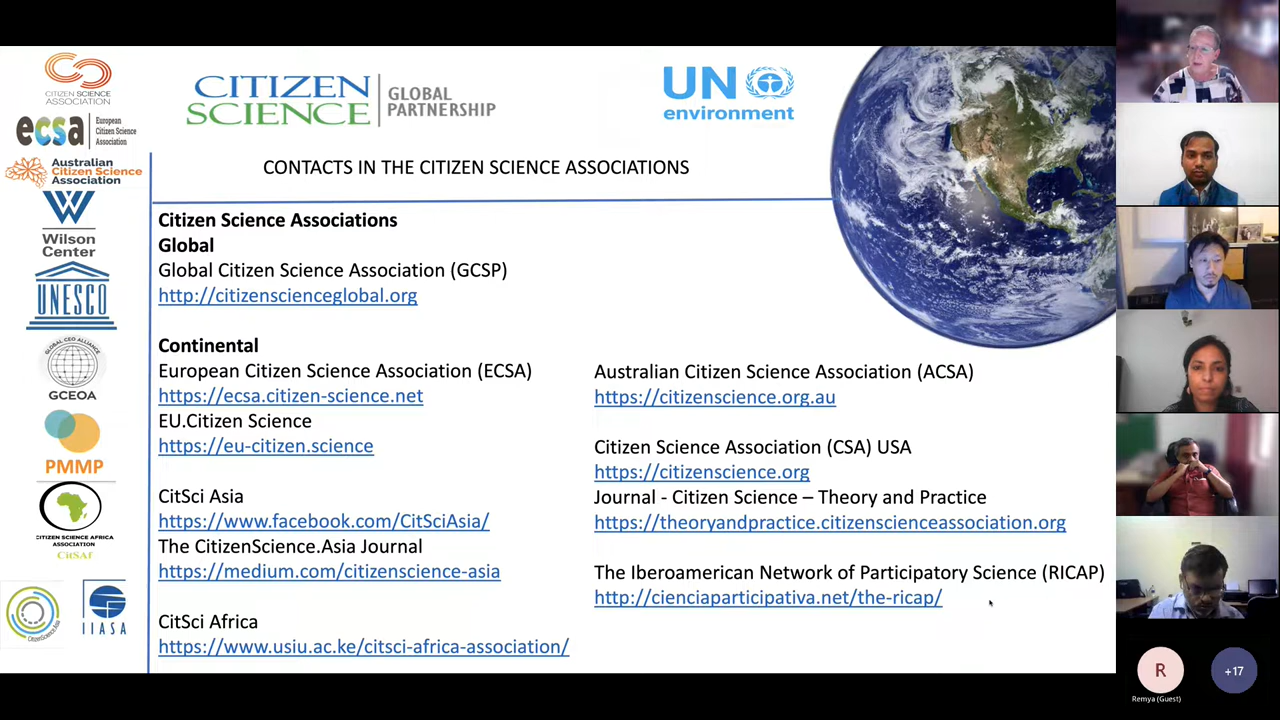 CITIZEN SCIENCE
ASSOCIATION
ecsa
European
Citizen Science
Association
Australian
Citizen Science
Association
Wilson
Center
UNESCO
GLOBAL CEO ALLIANCE
GCEOA
PMMP
CITIZEN SCIENCE AFRICA
ASSOCIATION
CitSAf
CitizenScience.Asia
IIASA
CITIZEN
SCIENCE
GLOBAL
PARTNERSHIP
UN
environment
CONTACTS IN THE CITIZEN SCIENCE ASSOCIATIONS
Citizen Science Associations
Global
Global Citizen Science Association (GCSP)
http://citizenscienceglobal.org
Continental
European Citizen Science Association (ECSA)
https://ecsa.citizen-science.net
EU.Citizen Science
https://eu-citizen.science
CitSci Asia
https://www.facebook.com/CitSciAsia/
The CitizenScience.Asia Journal
https://medium.com/citizenscience-asia
CitSci Africa
https://www.usiu.ac.ke/citsci-africa-association/
Australian Citizen Science Association (ACSA)
https://citizenscience.org.au
Citizen Science Association (CSA) USA
https://citizenscience.org
Journal - Citizen Science – Theory and Practice
https://theoryandpractice.citizenscienceassociation.org
The Iberoamerican Network of Participatory Science (RICAP)
http://cienciaparticipativa.net/the-ricap/
R
Remya (Guest)
+17